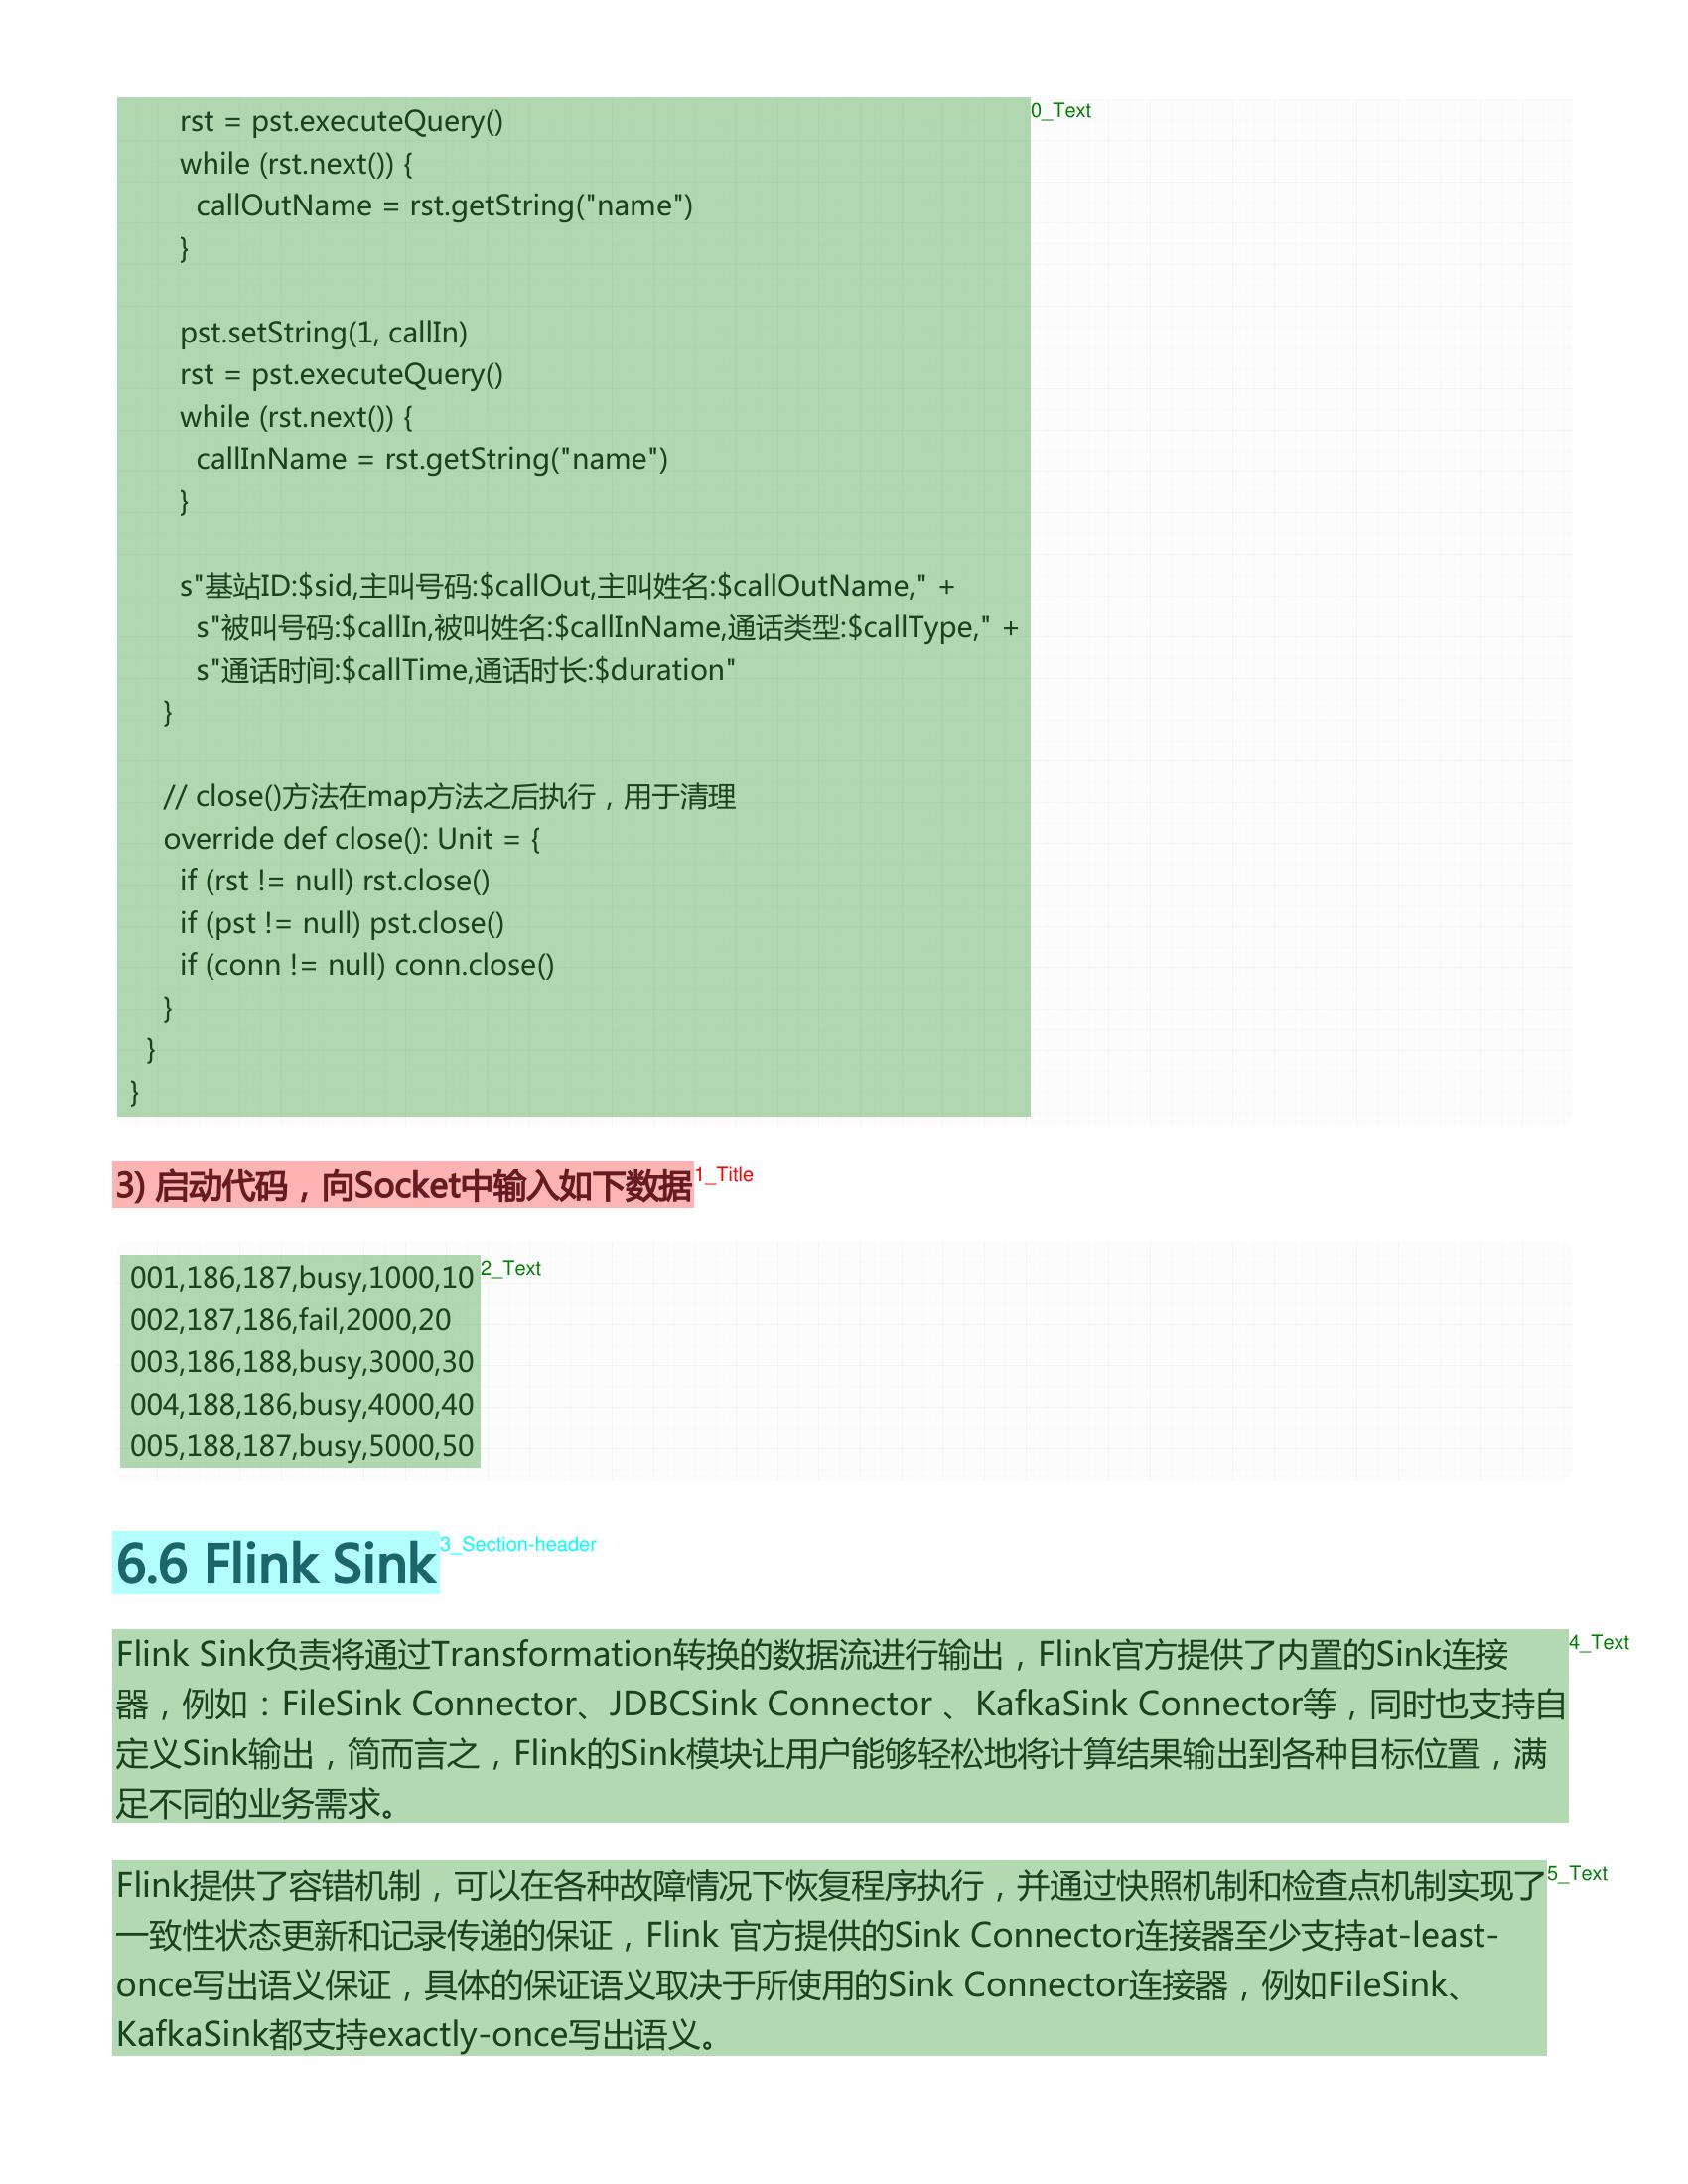 rst = pst.executeQuery()
0_Text
while (rst.next()) {
callOutName = rst.getString("name")
}
pst.setString(1, callIn)
rst = pst.executeQuery()
while (rst.next()) {
callInName = rst.getString("name")
}
s"基站ID:$sid,主叫号码:$callOut,主叫姓名:$callOutName," +
s"被叫号码:$callIn,被叫姓名:$callInName,通话类型:$callType," +
s"通话时间:$callTime,通话时长:$duration"
}
// close()方法在map方法之后执行，用于清理
override def close(): Unit = {
if (rst != null) rst.close()
if (pst != null) pst.close()
if (conn != null) conn.close()
}
}
}
3) 启动代码，向Socket中输入如下数据
1_Title
001,186,187,busy,1000,10
2_Text
002,187,186,fail,2000,20
003,186,188,busy,3000,30
004,188,186,busy,4000,40
005,188,187,busy,5000,50
6.6 Flink Sink
3_Section-header
Flink Sink负责将通过Transformation转换的数据流进行输出，Flink官方提供了内置的Sink连接
4_Text
器，例如：FileSink Connector、JDBCSink Connector 、KafkaSink Connector等，同时也支持自
定义Sink输出，简而言之，Flink的Sink模块让用户能够轻松地将计算结果输出到各种目标位置，满
足不同的业务需求。
Flink提供了容错机制，可以在各种故障情况下恢复程序执行，并通过快照机制和检查点机制实现了
5_Text
一致性状态更新和记录传递的保证，Flink 官方提供的Sink Connector连接器至少支持at-least-
once写出语义保证，具体的保证语义取决于所使用的Sink Connector连接器，例如FileSink、
KafkaSink都支持exactly-once写出语义。